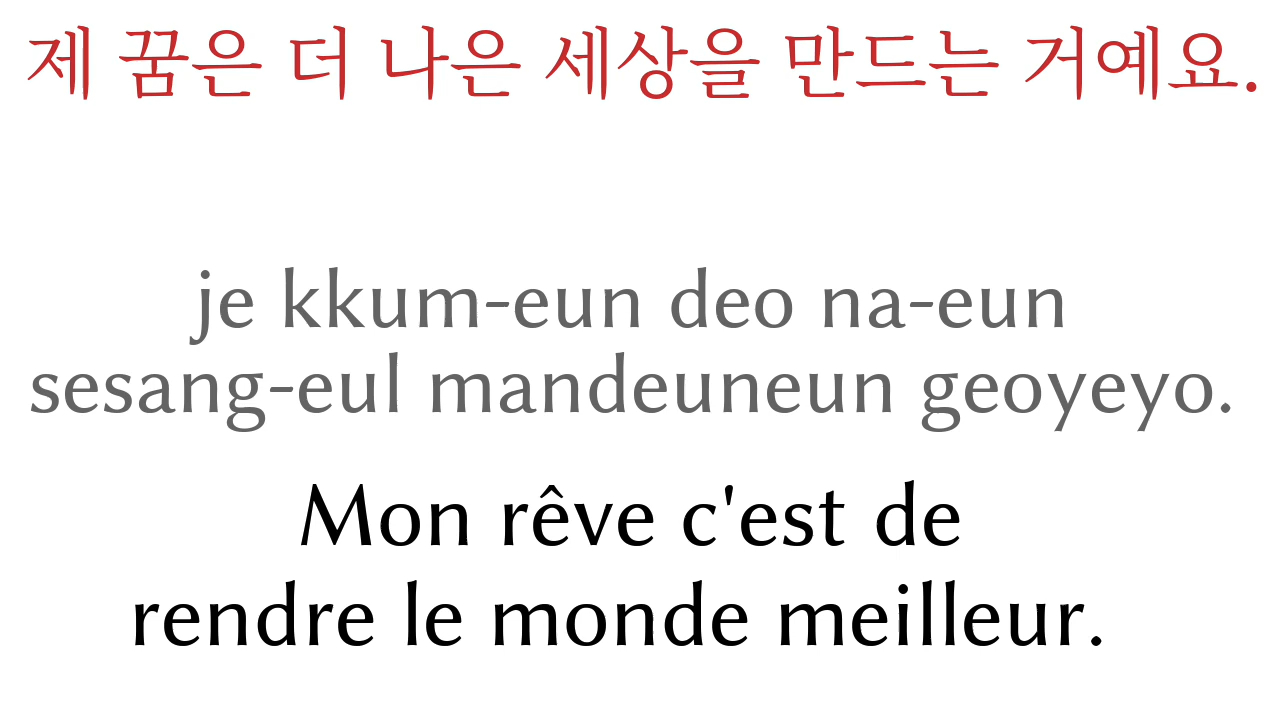 제 꿈은 더 나은 세상을 만드는 거예요.
je kkum-eun deo na-eun
sesang-eul mandeuneun geoyeyo.
Mon rêve c'est de
rendre le monde meilleur.